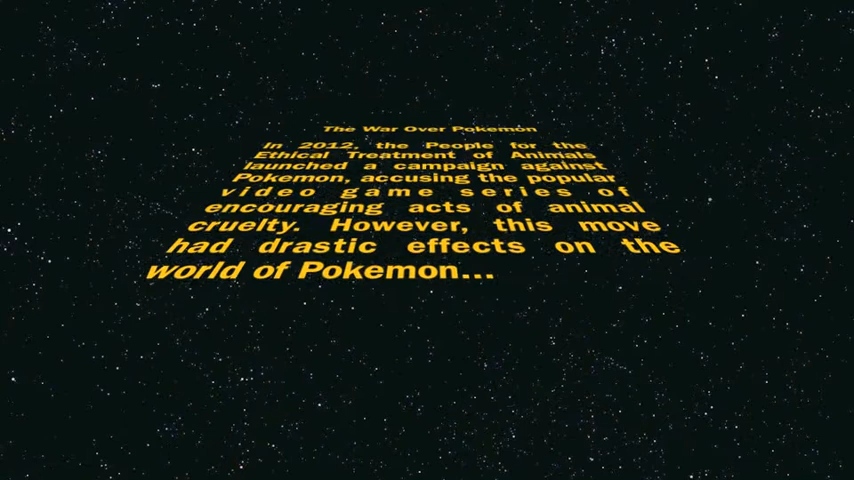 The War Over Pokemon
In 2012, the People for the
Ethical Treatment of Animals
launched a campaign against
Pokemon, accusing the popular
video game series of
encouraging acts of animal
cruelty. However, this move
had drastic effects on the
world of Pokemon...